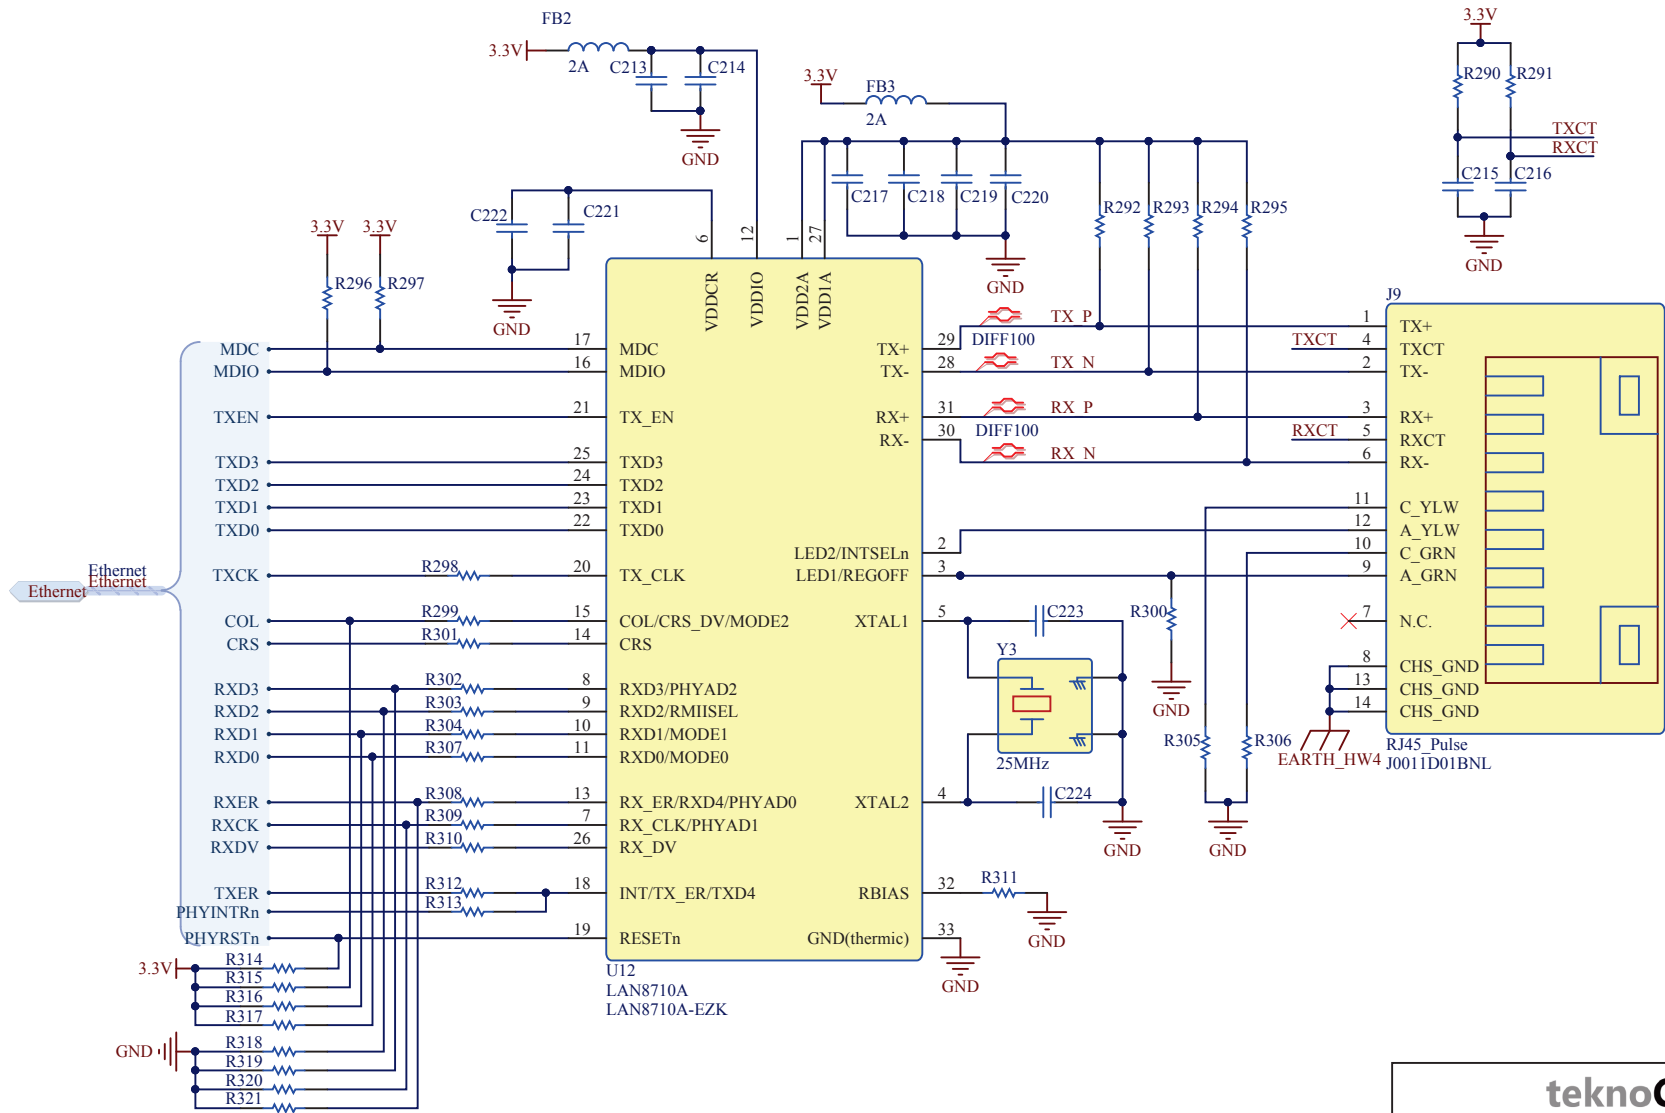 FB2
3.3V
2A
C213
C214
GND
3.3V
FB3
2A
C217
C218
C219
C220
GND
3.3V
R290
R291
TXCT
RXCT
C215
C216
GND
C222
C221
GND
3.3V
3.3V
R296
R297
R292
R293
R294
R295
6
12
1
27
VDDCR
VDDIO
VDD2A
VDD1A
TX_P
DIFF100
TX_N
RX_P
DIFF100
RX_N
J9
MDC
17
MDC
TX+
29
1
TX+
TXCT
4
TXCT
MDIO
16
MDIO
TX-
28
2
TX-
TXEN
21
TX_EN
RX+
31
3
RX+
RX-
30
RXCT
5
RXCT
TXD3
25
TXD3
6
RX-
TXD2
24
TXD2
TXD1
23
TXD1
11
C_YLW
TXD0
22
TXD0
12
A_YLW
LED2/INTSELn
2
10
C_GRN
Ethernet
Ethernet
Ethernet
TXCK
R298
20
TX_CLK
LED1/REGOFF
3
9
A_GRN
COL
R299
15
COL/CRS_DV/MODE2
XTAL1
5
C223
R300
7
N.C.
CRS
R301
14
CRS
Y3
8
CHS_GND
RXD3
R302
8
RXD3/PHYAD2
13
CHS_GND
RXD2
R303
9
RXD2/RMIISEL
GND
14
CHS_GND
RXD1
R304
10
RXD1/MODE1
R305
R306
RXD0
R307
11
RXD0/MODE0
25MHz
EARTH_HW4
RJ45_Pulse
J0011D01BNL
RXER
R308
13
RX_ER/RXD4/PHYAD0
XTAL2
4
C224
RXCK
R309
7
RX_CLK/PHYAD1
RXDV
R310
26
RX_DV
GND
GND
TXER
R312
18
INT/TX_ER/TXD4
RBIAS
32
R311
PHYINTRn
R313
GND
PHYRSTn
19
RESETn
GND(thermic)
33
GND
3.3V
R314
R315
R316
R317
U12
LAN8710A
LAN8710A-EZK
GND
R318
R319
R320
R321
tekno